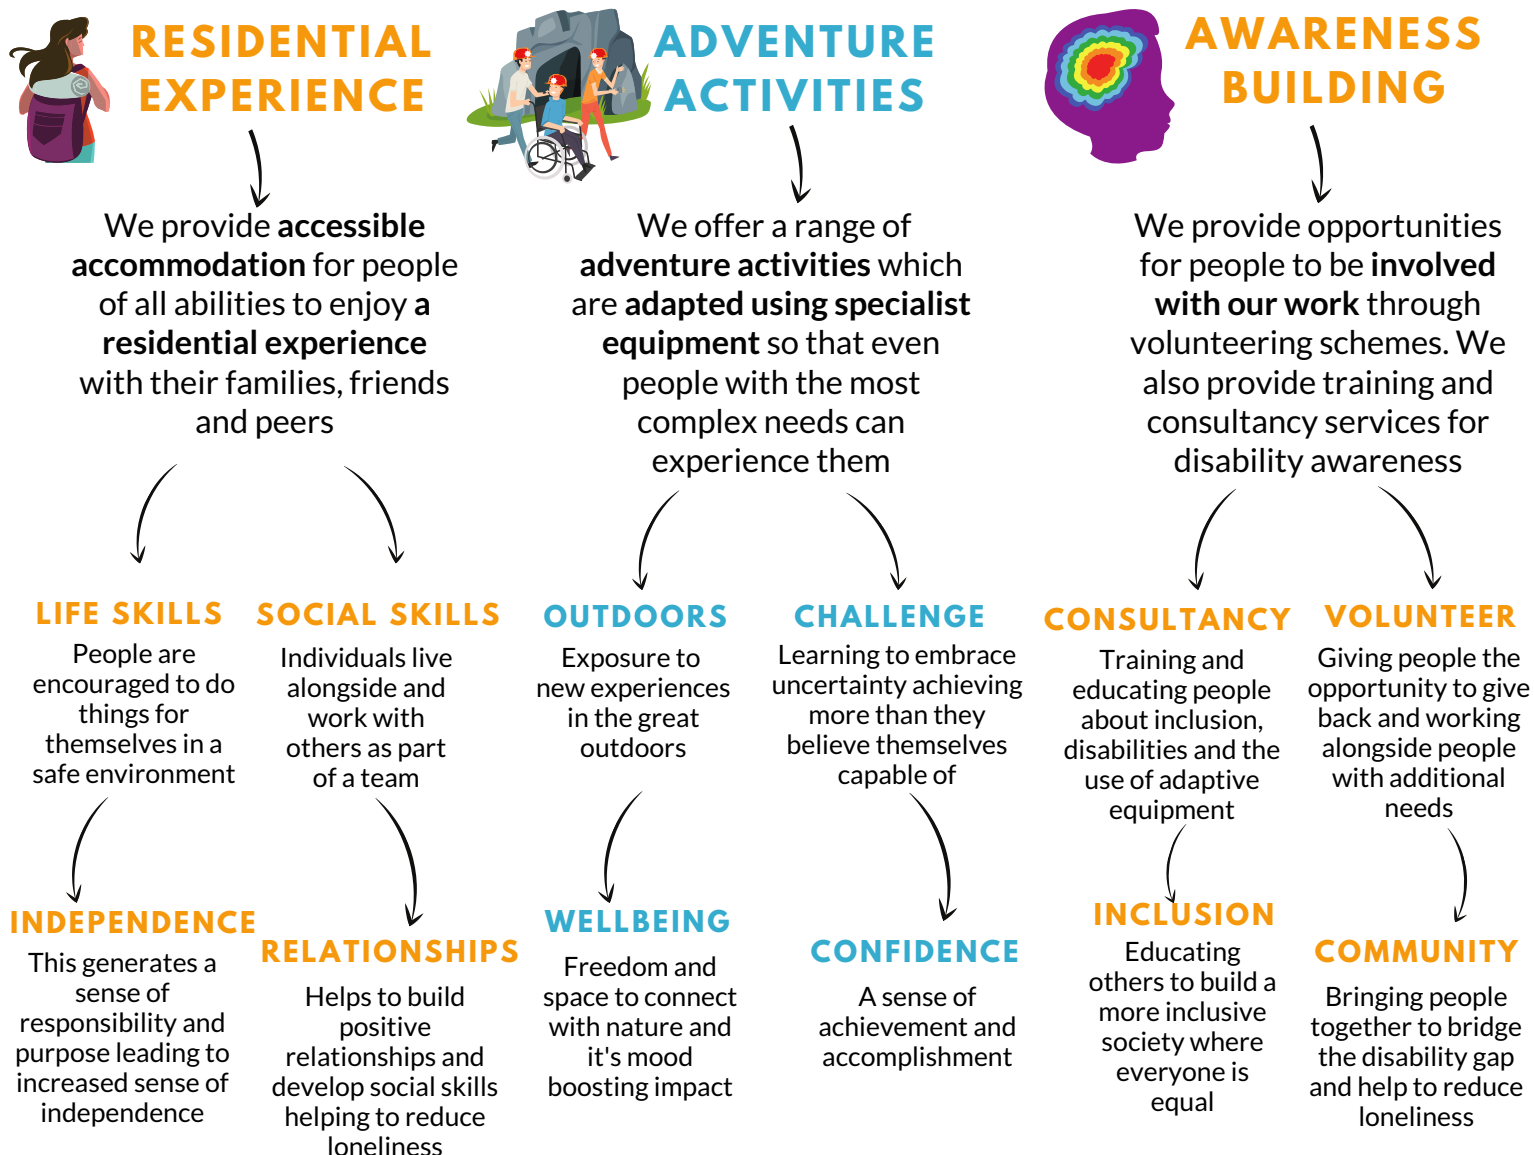 RESIDENTIAL
EXPERIENCE
We provide accessible
accommodation for people
of all abilities to enjoy a
residential experience
with their families, friends
and peers
LIFE SKILLS
People are
encouraged to do
things for
themselves in a
safe environment
INDEPENDENCE
This generates a
sense of
responsibility and
purpose leading to
increased sense of
independence
SOCIAL SKILLS
Individuals live
alongside and
work with
others as part
of a team
RELATIONSHIPS
Helps to build
positive
relationships and
develop social skills
helping to reduce
loneliness
ADVENTURE
ACTIVITIES
We offer a range of
adventure activities which
are adapted using specialist
equipment so that even
people with the most
complex needs can
experience them
OUTDOORS
Exposure to
new experiences
in the great
outdoors
WELLBEING
Freedom and
space to connect
with nature and
it's mood
boosting impact
CHALLENGE
Learning to embrace
uncertainty achieving
more than they
believe themselves
capable of
CONFIDENCE
A sense of
achievement and
accomplishment
AWARENESS
BUILDING
We provide opportunities
for people to be involved
with our work through
volunteering schemes. We
also provide training and
consultancy services for
disability awareness
CONSULTANCY
Training and
educating people
about inclusion,
disabilities and the
use of adaptive
equipment
INCLUSION
Educating
others to build a
more inclusive
society where
everyone is
equal
VOLUNTEER
Giving people the
opportunity to give
back and working
alongside people
with additional
needs
COMMUNITY
Bringing people
together to bridge
the disability gap
and help to reduce
loneliness